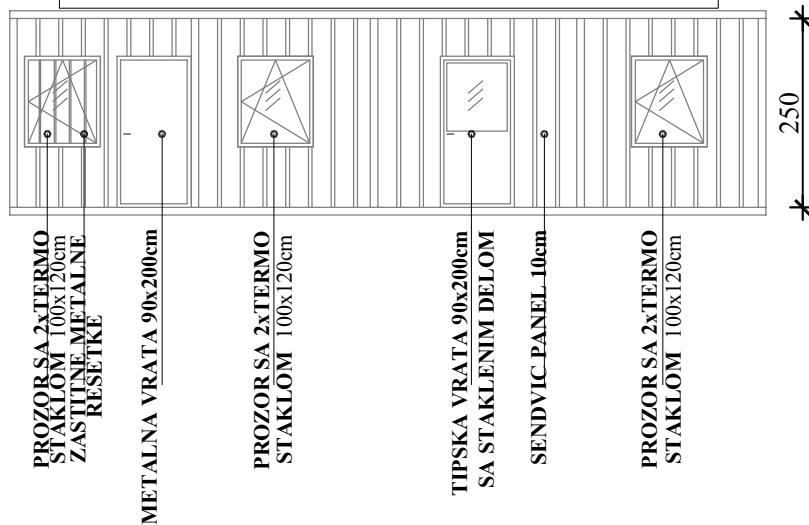 PROZOR SA 2xTERMO
STAKLOM 100x120cm
ZASTITNE METALNE
RESETKE
METALNA VRATA 90x200cm
PROZOR SA 2xTERMO
STAKLOM 100x120cm
TIPSKA VRATA 90x200cm
SA STAKLENIM DELOM
SENDVIC PANEL 10cm
PROZOR SA 2xTERMO
STAKLOM 100x120cm
250